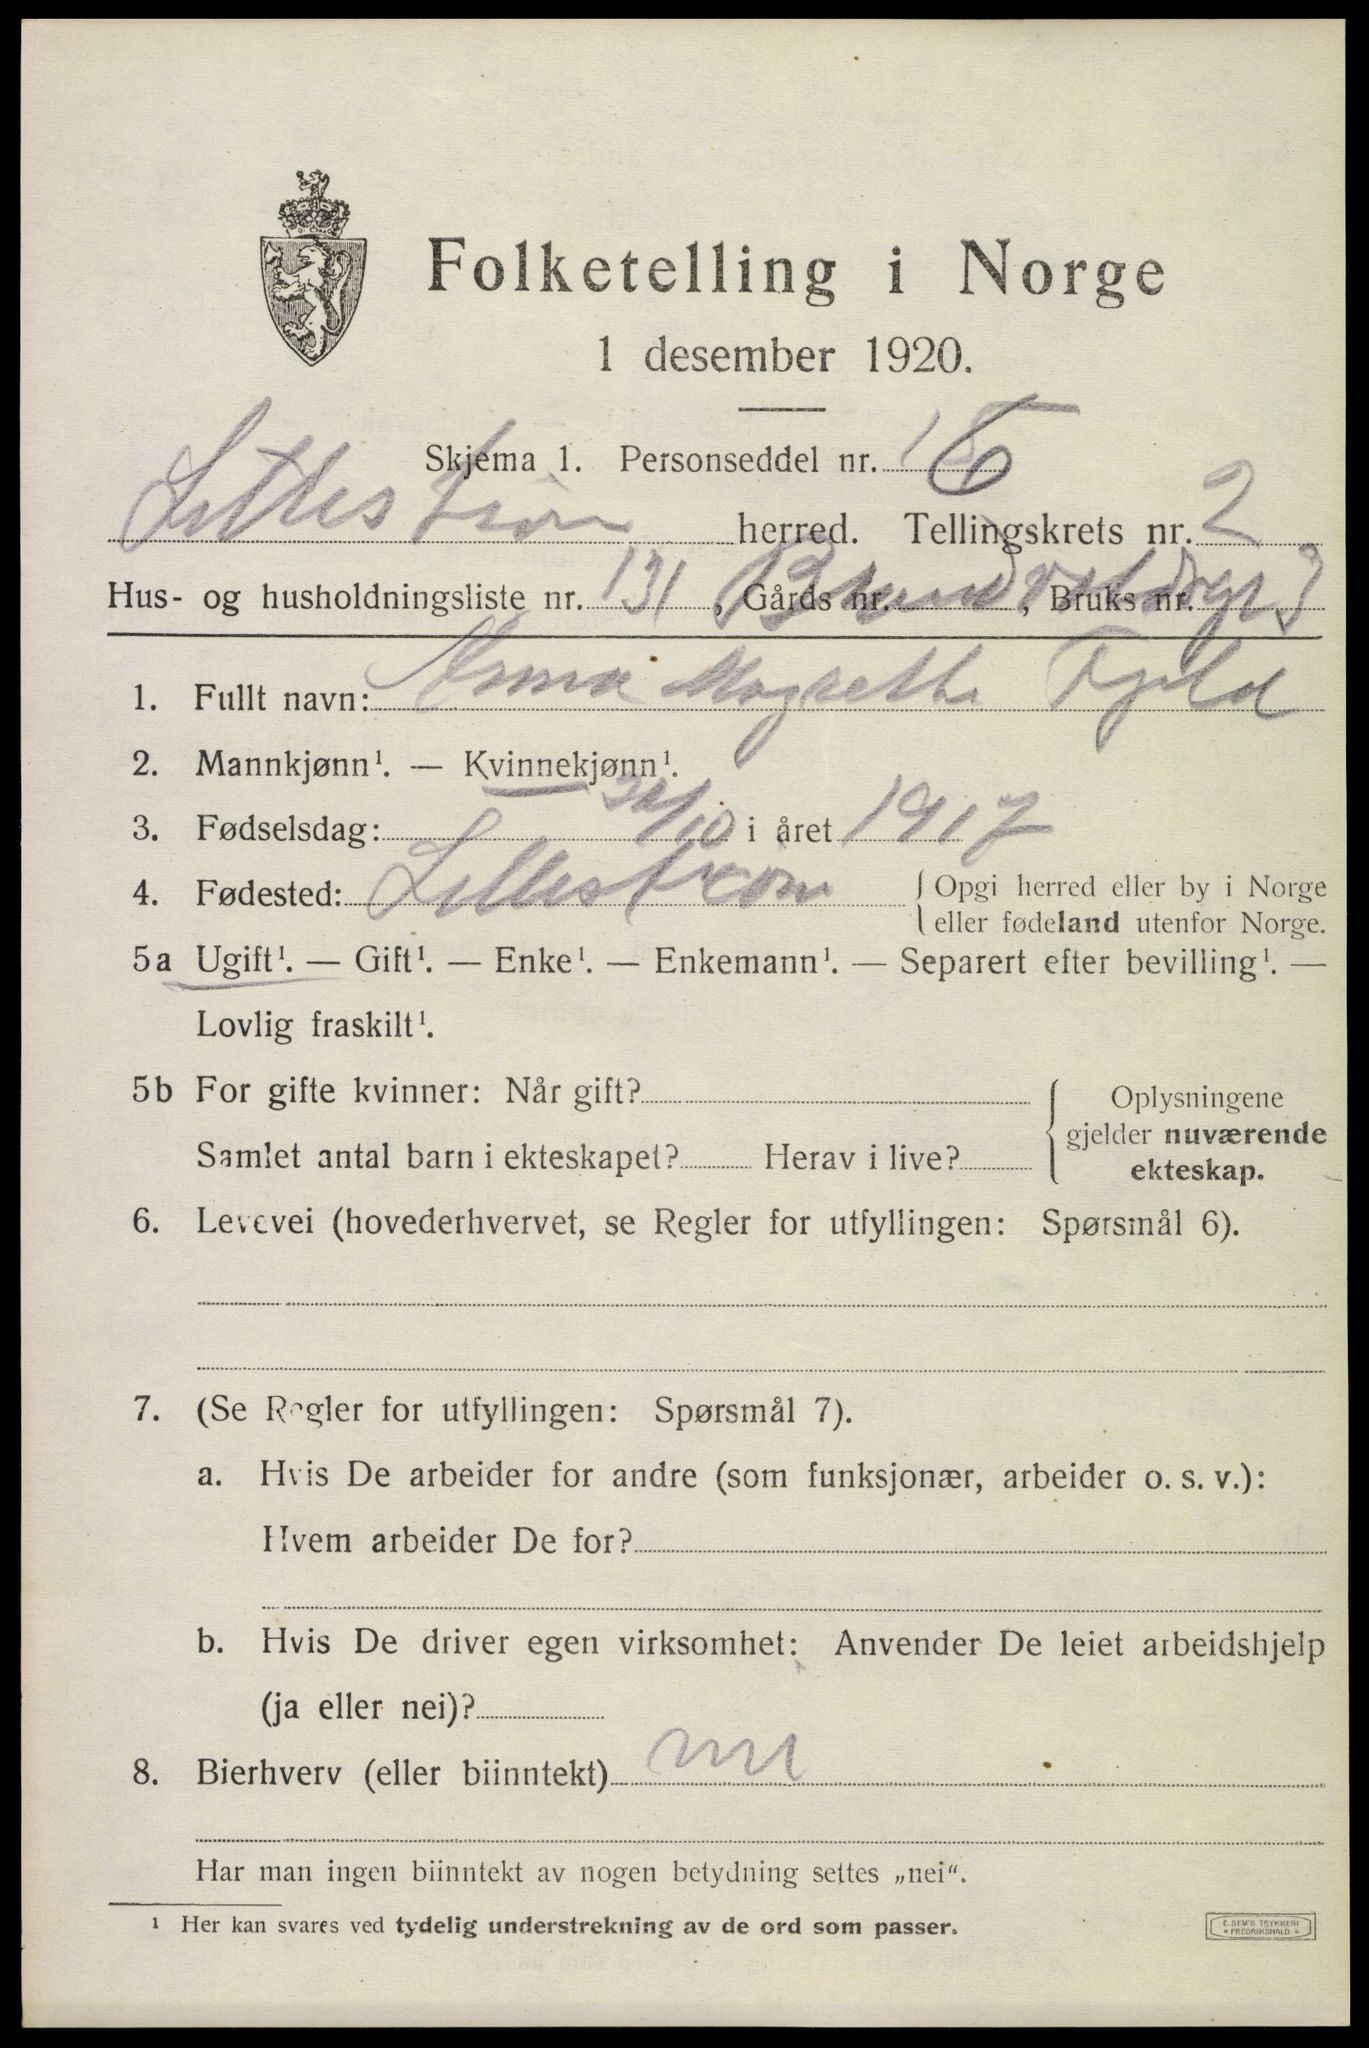 Folketelling i Norge
1 desember 1920.
Skjema 1. Personseddel nr. 6
Lillestrøm herred. Tellingskrets nr. 2
Hus- og husholdningsliste nr. 131, Gårds nr. , Bruks nr. 3
1. Fullt navn: Anna Magrethe Fjeld
2. Mannkjønn¹. — Kvinnekjønn¹.
3. Fødselsdag: /10 i året 1917
4. Fødested: Lillestrøm {Opgi herred eller by i Norge
eller fødeland utenfor Norge.
5a Ugift¹. — Gift¹. — Enke¹. — Enkemann¹. — Separert efter bevilling¹. —
Lovlig fraskilt¹.
5b For gifte kvinner: Når gift? Oplysningene
gjelder nuværende
Samlet antal barn i ekteskapet? Herav i live? ekteskap.
6. Levevei (hovederhvervet, se Regler for utfyllingen: Spørsmål 6).
7. (Se Regler for utfyllingen: Spørsmål 7).
a. Hvis De arbeider for andre (som funksjonær, arbeider o. s. v.):
Hvem arbeider De for?
b. Hvis De driver egen virksomhet: Anvender De leiet arbeidshjelp
(ja eller nei)?
8. Bierhverv (eller biinntekt) nei
Har man ingen biinntekt av nogen betydning settes „nei“.
¹ Her kan svares ved tydelig understrekning av de ord som passer.
E. SEM'S TRYKKERI
FREDRIKSHALD